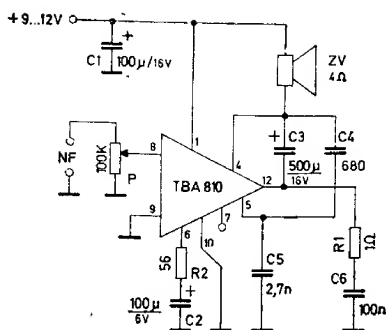 +9...12V
+
C1
100µ/16V
ZV
4Ω
NF
100K
P
8
1
4
+
C3
500µ
16V
C4
680
TBA 810
12
9
6
10
7
5
56
R2
+
100µ
6V
C2
C5
2,7n
R1
1Ω
C6
100n